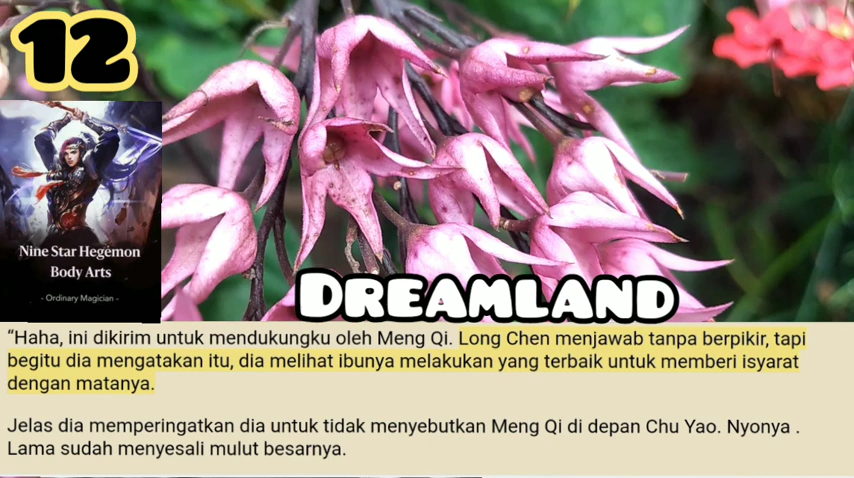 12
Nine Star Hegemon
Body Arts
- Ordinary Magician -
DREAMLAND
“Haha, ini dikirim untuk mendukungku oleh Meng Qi. Long Chen menjawab tanpa berpikir, tapi
begitu dia mengatakan itu, dia melihat ibunya melakukan yang terbaik untuk memberi isyarat
dengan matanya.
Jelas dia memperingatkan dia untuk tidak menyebutkan Meng Qi di depan Chu Yao. Nyonya .
Lama sudah menyesali mulut besarnya.